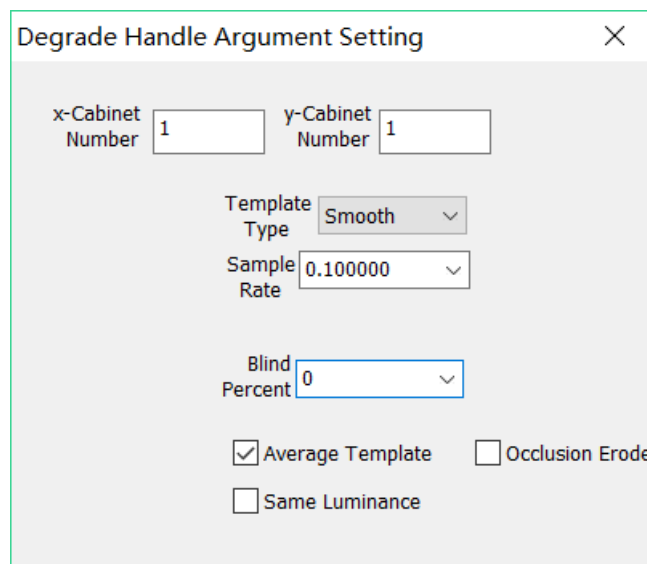 Degrade Handle Argument Setting
x-Cabinet
Number
1
y-Cabinet
Number
1
Template
Type
Smooth
Sample
Rate
0.100000
Blind
Percent
0
Average Template
Occlusion Erode
Same Luminance